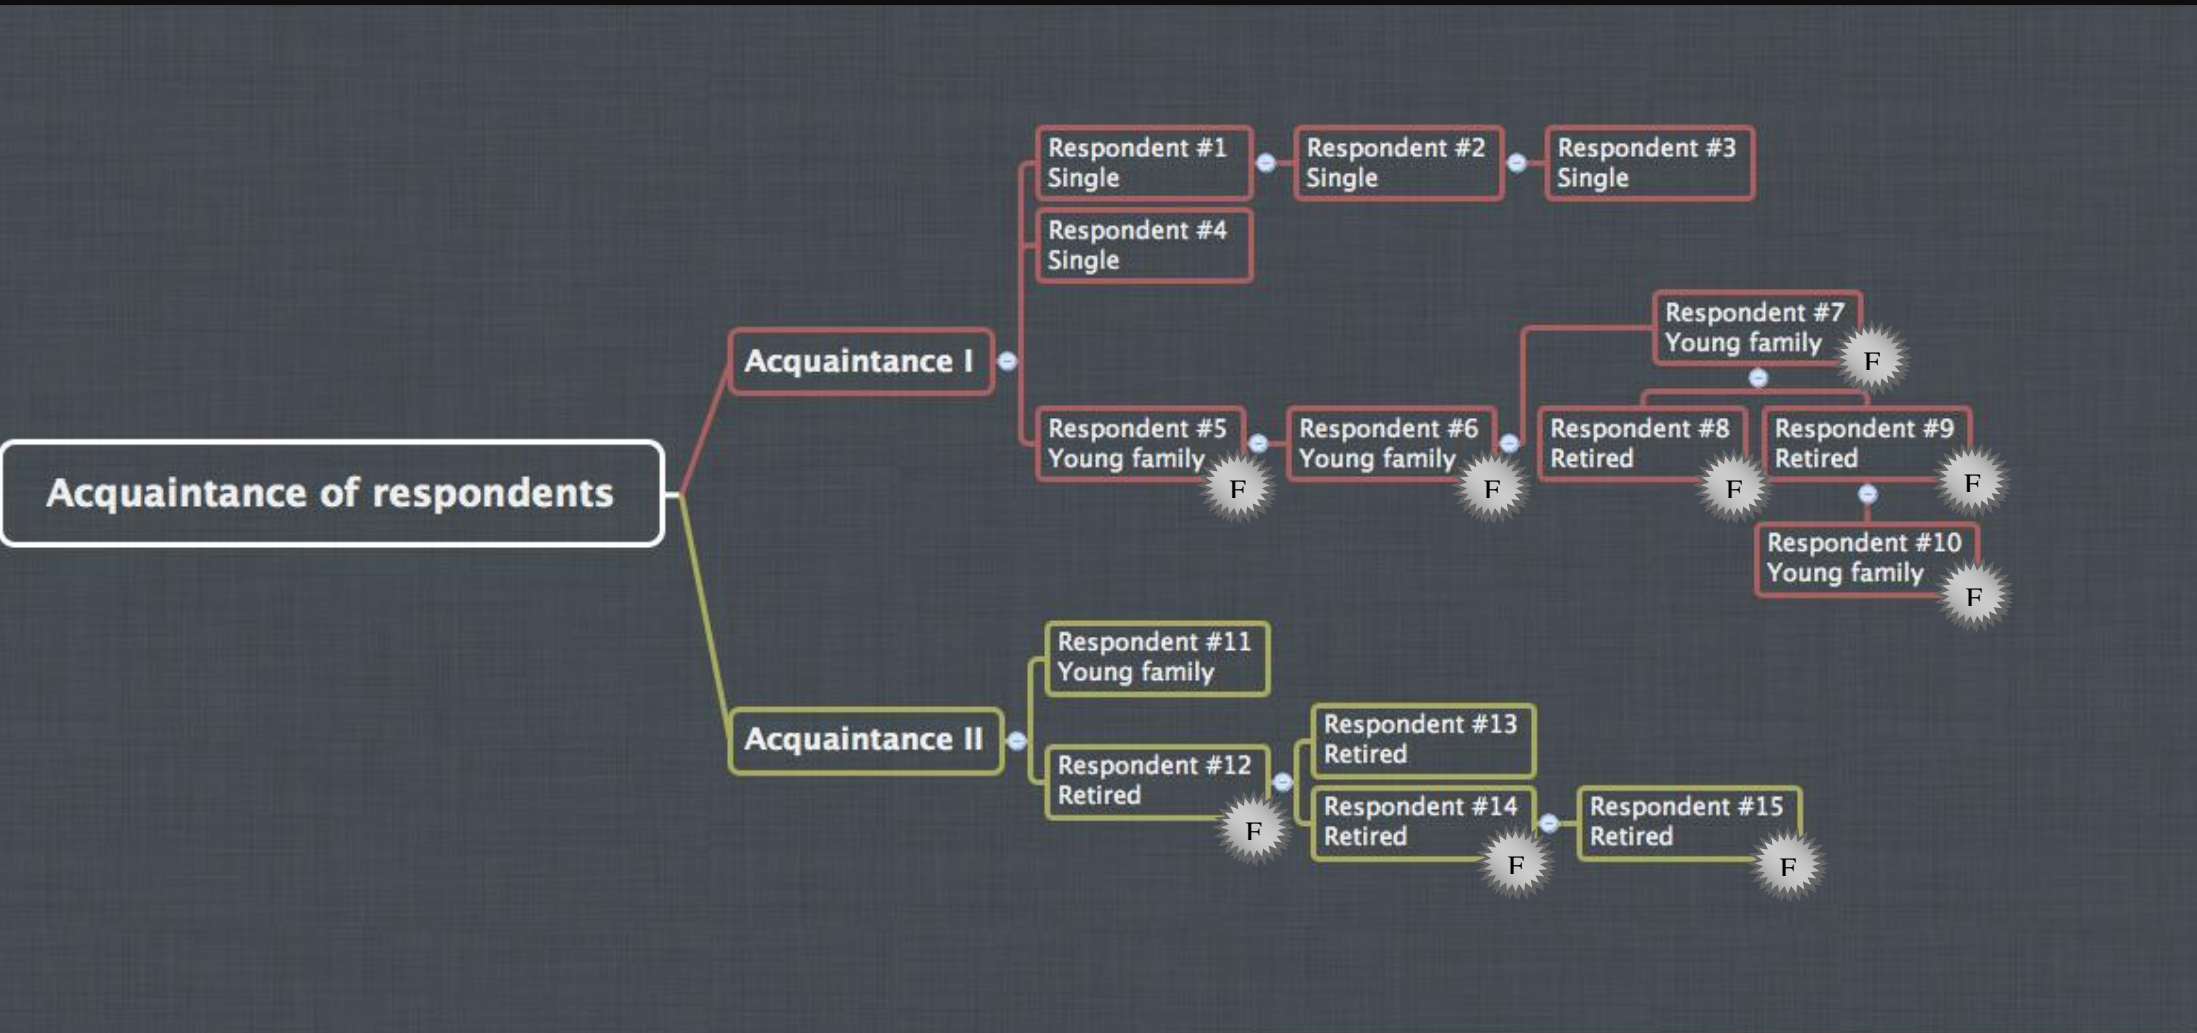 Acquaintance of respondents
Acquaintance I
Respondent #1
Single
Respondent #2
Single
Respondent #3
Single
Respondent #4
Single
Respondent #5
Young family
F
Respondent #6
Young family
F
Respondent #7
Young family
F
Respondent #8
Retired
F
Respondent #9
Retired
F
Respondent #10
Young family
F
Acquaintance II
Respondent #11
Young family
Respondent #12
Retired
F
Respondent #13
Retired
Respondent #14
Retired
F
Respondent #15
Retired
F